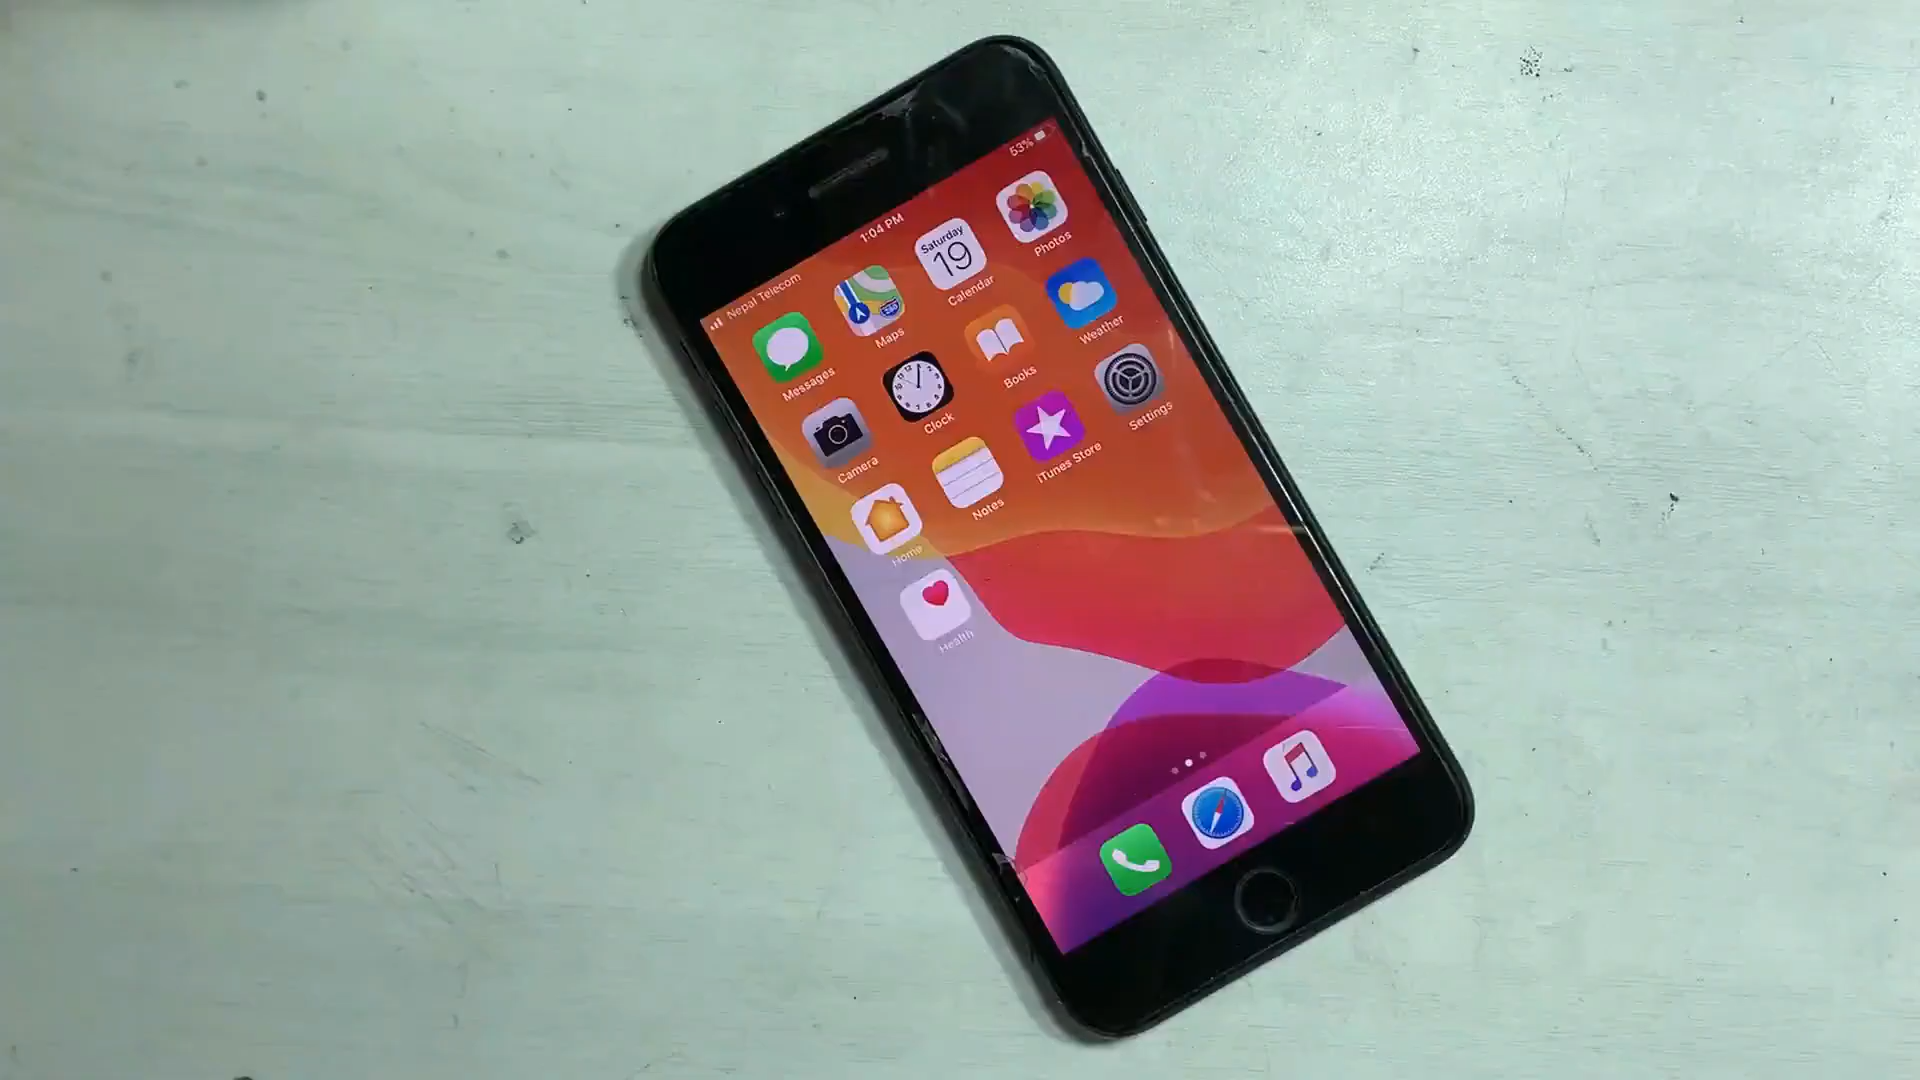 Nepal Telecom 1:04 PM 53%
Messages Maps Saturday 19 Calendar Photos
Camera Clock Books Weather
Home Notes iTunes Store Settings
Health